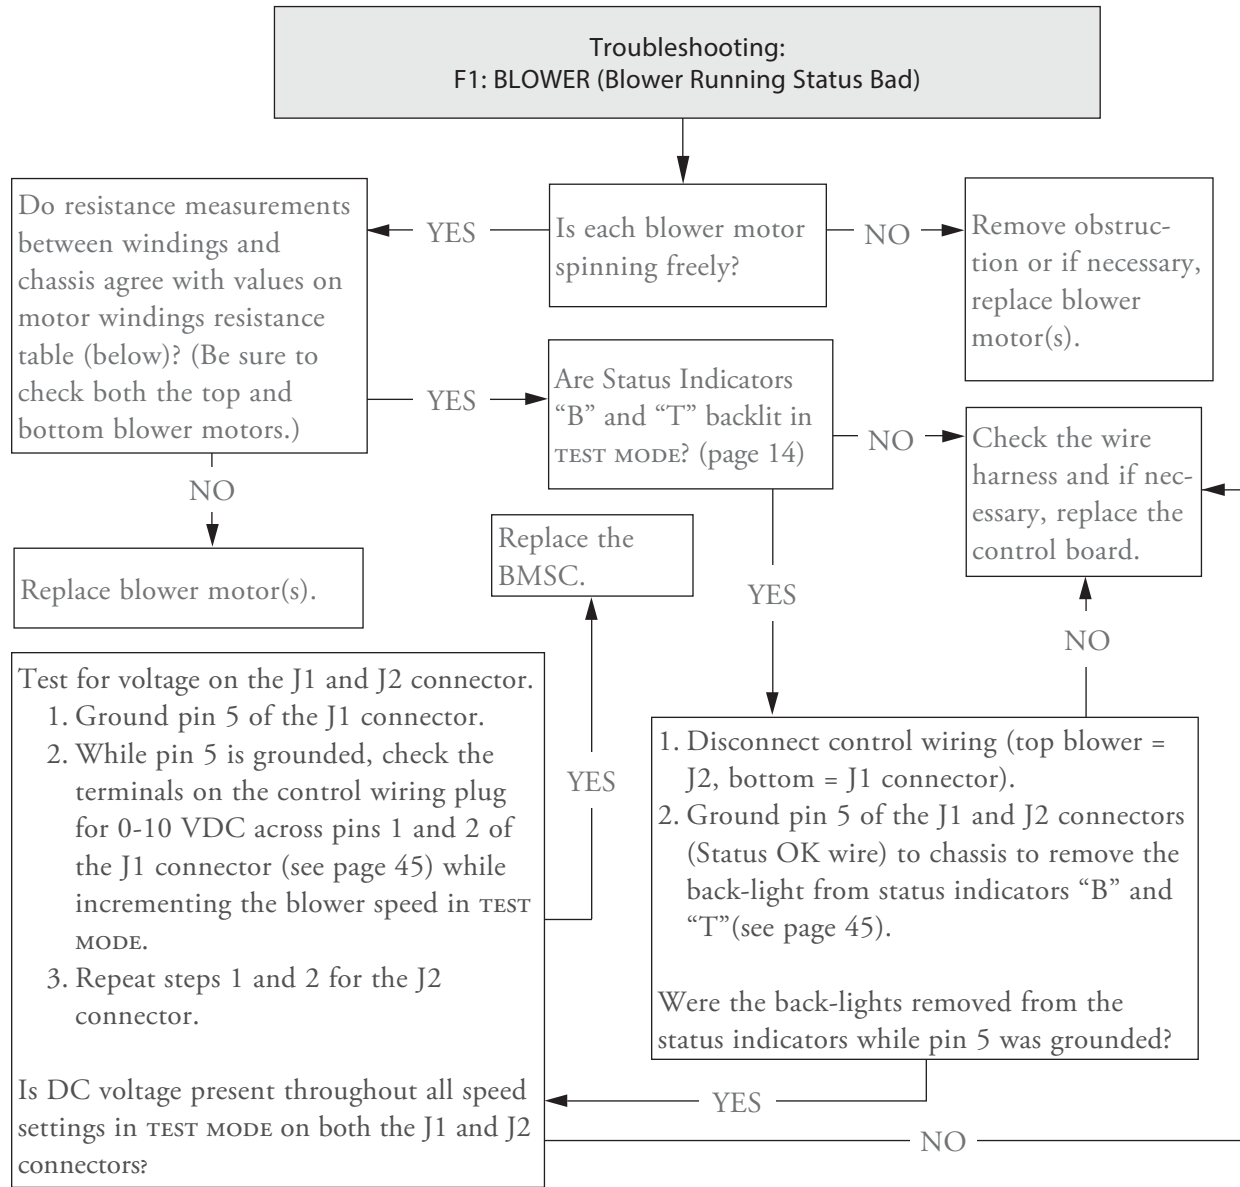 Troubleshooting:
F1: BLOWER (Blower Running Status Bad)
Is each blower motor
spinning freely?
YES
NO
Remove obstruc-
tion or if necessary,
replace blower
motor(s).
Do resistance measurements
between windings and
chassis agree with values on
motor windings resistance
table (below)? (Be sure to
check both the top and
bottom blower motors.)
YES
NO
Replace blower motor(s).
Are Status Indicators
“B” and “T” backlit in
TEST MODE? (page 14)
NO
YES
Check the wire
harness and if nec-
essary, replace the
control board.
1. Disconnect control wiring (top blower =
J2, bottom = J1 connector).
2. Ground pin 5 of the J1 and J2 connectors
(Status OK wire) to chassis to remove the
back-light from status indicators “B” and
“T”(see page 45).
Were the back-lights removed from the
status indicators while pin 5 was grounded?
NO
YES
Test for voltage on the J1 and J2 connector.
1. Ground pin 5 of the J1 connector.
2. While pin 5 is grounded, check the
terminals on the control wiring plug
for 0-10 VDC across pins 1 and 2 of
the J1 connector (see page 45) while
incrementing the blower speed in TEST
MODE.
3. Repeat steps 1 and 2 for the J2
connector.
Is DC voltage present throughout all speed
settings in TEST MODE on both the J1 and J2
connectors?
YES
NO
Replace the
BMSC.